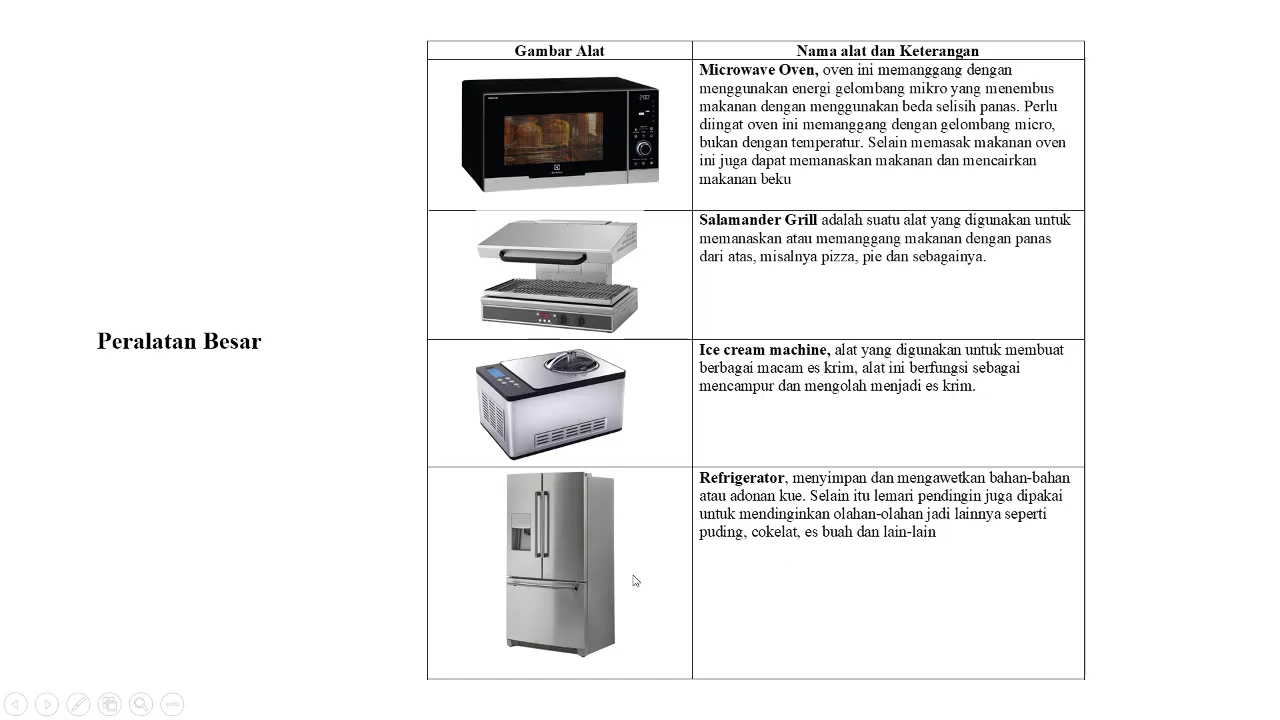 Gambar Alat
Nama alat dan Keterangan
Microwave Oven, oven ini memanggang dengan
menggunakan energi gelombang mikro yang menembus
makanan dengan menggunakan beda selisih panas. Perlu
diingat oven ini memanggang dengan gelombang micro,
bukan dengan temperatur. Selain memasak makanan oven
ini juga dapat memanaskan makanan dan mencairkan
makanan beku
Salamander Grill adalah suatu alat yang digunakan untuk
memanaskan atau memanggang makanan dengan panas
dari atas, misalnya pizza, pie dan sebagainya.
Peralatan Besar
Ice cream machine, alat yang digunakan untuk membuat
berbagai macam es krim, alat ini berfungsi sebagai
mencampur dan mengolah menjadi es krim.
Refrigerator, menyimpan dan mengawetkan bahan-bahan
atau adonan kue. Selain itu lemari pendingin juga dipakai
untuk mendinginkan olahan-olahan jadi lainnya seperti
puding, cokelat, es buah dan lain-lain